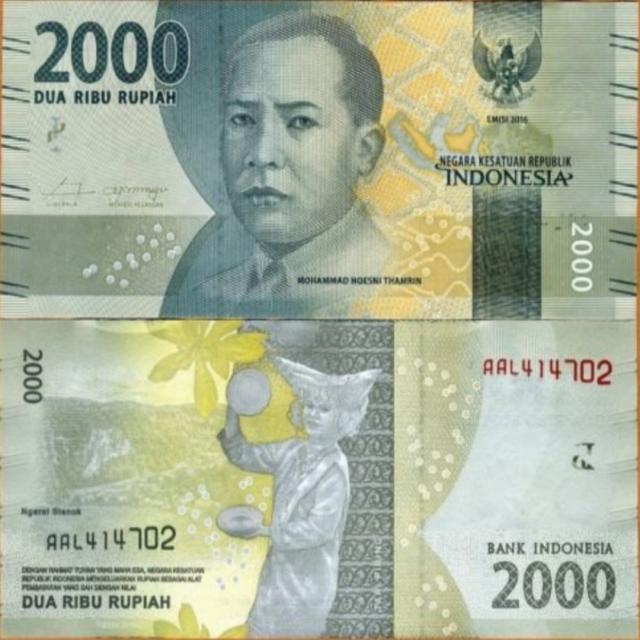 2000
DUA RIBU RUPIAH
EMISI 2016
NEGARA KESATUAN REPUBLIK
INDONESIA
2000
MOHAMMAD HOESNI THAMRIN
2000
AAL414702
Ngarai Sianok
AAL414702
DENGAN RAHMAT TUHAN YANG MAHA ESA, NEGARA KESATUAN
REPUBLIK INDONESIA MENGELUARKAN RUPIAH SEBAGAI ALAT
PEMBAYARAN YANG SAH DENGAN NILAI
DUA RIBU RUPIAH
BANK INDONESIA
2000